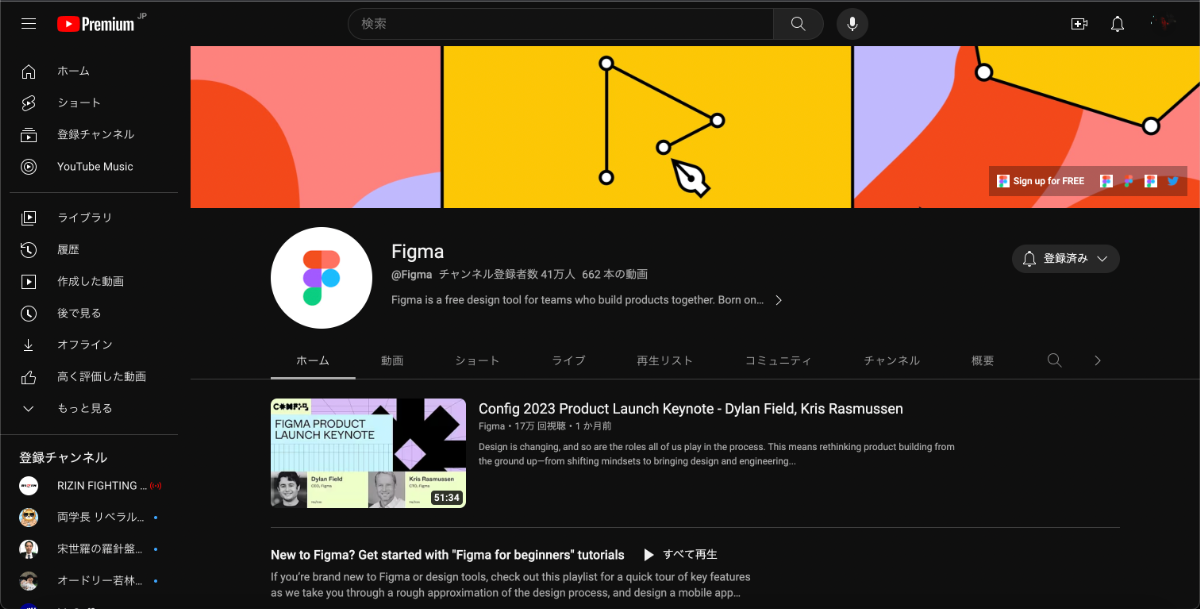 Premium JP
検索
ホーム
ショート
登録チャンネル
YouTube Music
ライブラリ
履歴
作成した動画
後で見る
オフライン
高く評価した動画
もっと見る
登録チャンネル
RIZIN FIGHTING ...
両学長 リベラル...
宋世羅の羅針盤...
オードリー若林...
Sign up for FREE
Figma
@Figma チャンネル登録者数 41万人 662 本の動画
Figma is a free design tool for teams who build products together. Born on...
登録済み
ホーム 動画 ショート ライブ 再生リスト コミュニティ チャンネル 概要
CONFIG
FIGMA PRODUCT
LAUNCH KEYNOTE
Dylan Field
CEO, Figma
Kris Rasmussen
CTO, Figma
51:34
Config 2023 Product Launch Keynote - Dylan Field, Kris Rasmussen
Figma・17万 回視聴・1 か月前
Design is changing, and so are the roles all of us play in the process. This means rethinking product building from
the ground up—from shifting mindsets to bringing design and engineering...
New to Figma? Get started with "Figma for beginners" tutorials
すべて再生
If you're brand new to Figma or design tools, check out this playlist for a quick tour of key features
as we take you through a rough approximation of the design process, and design a mobile app...